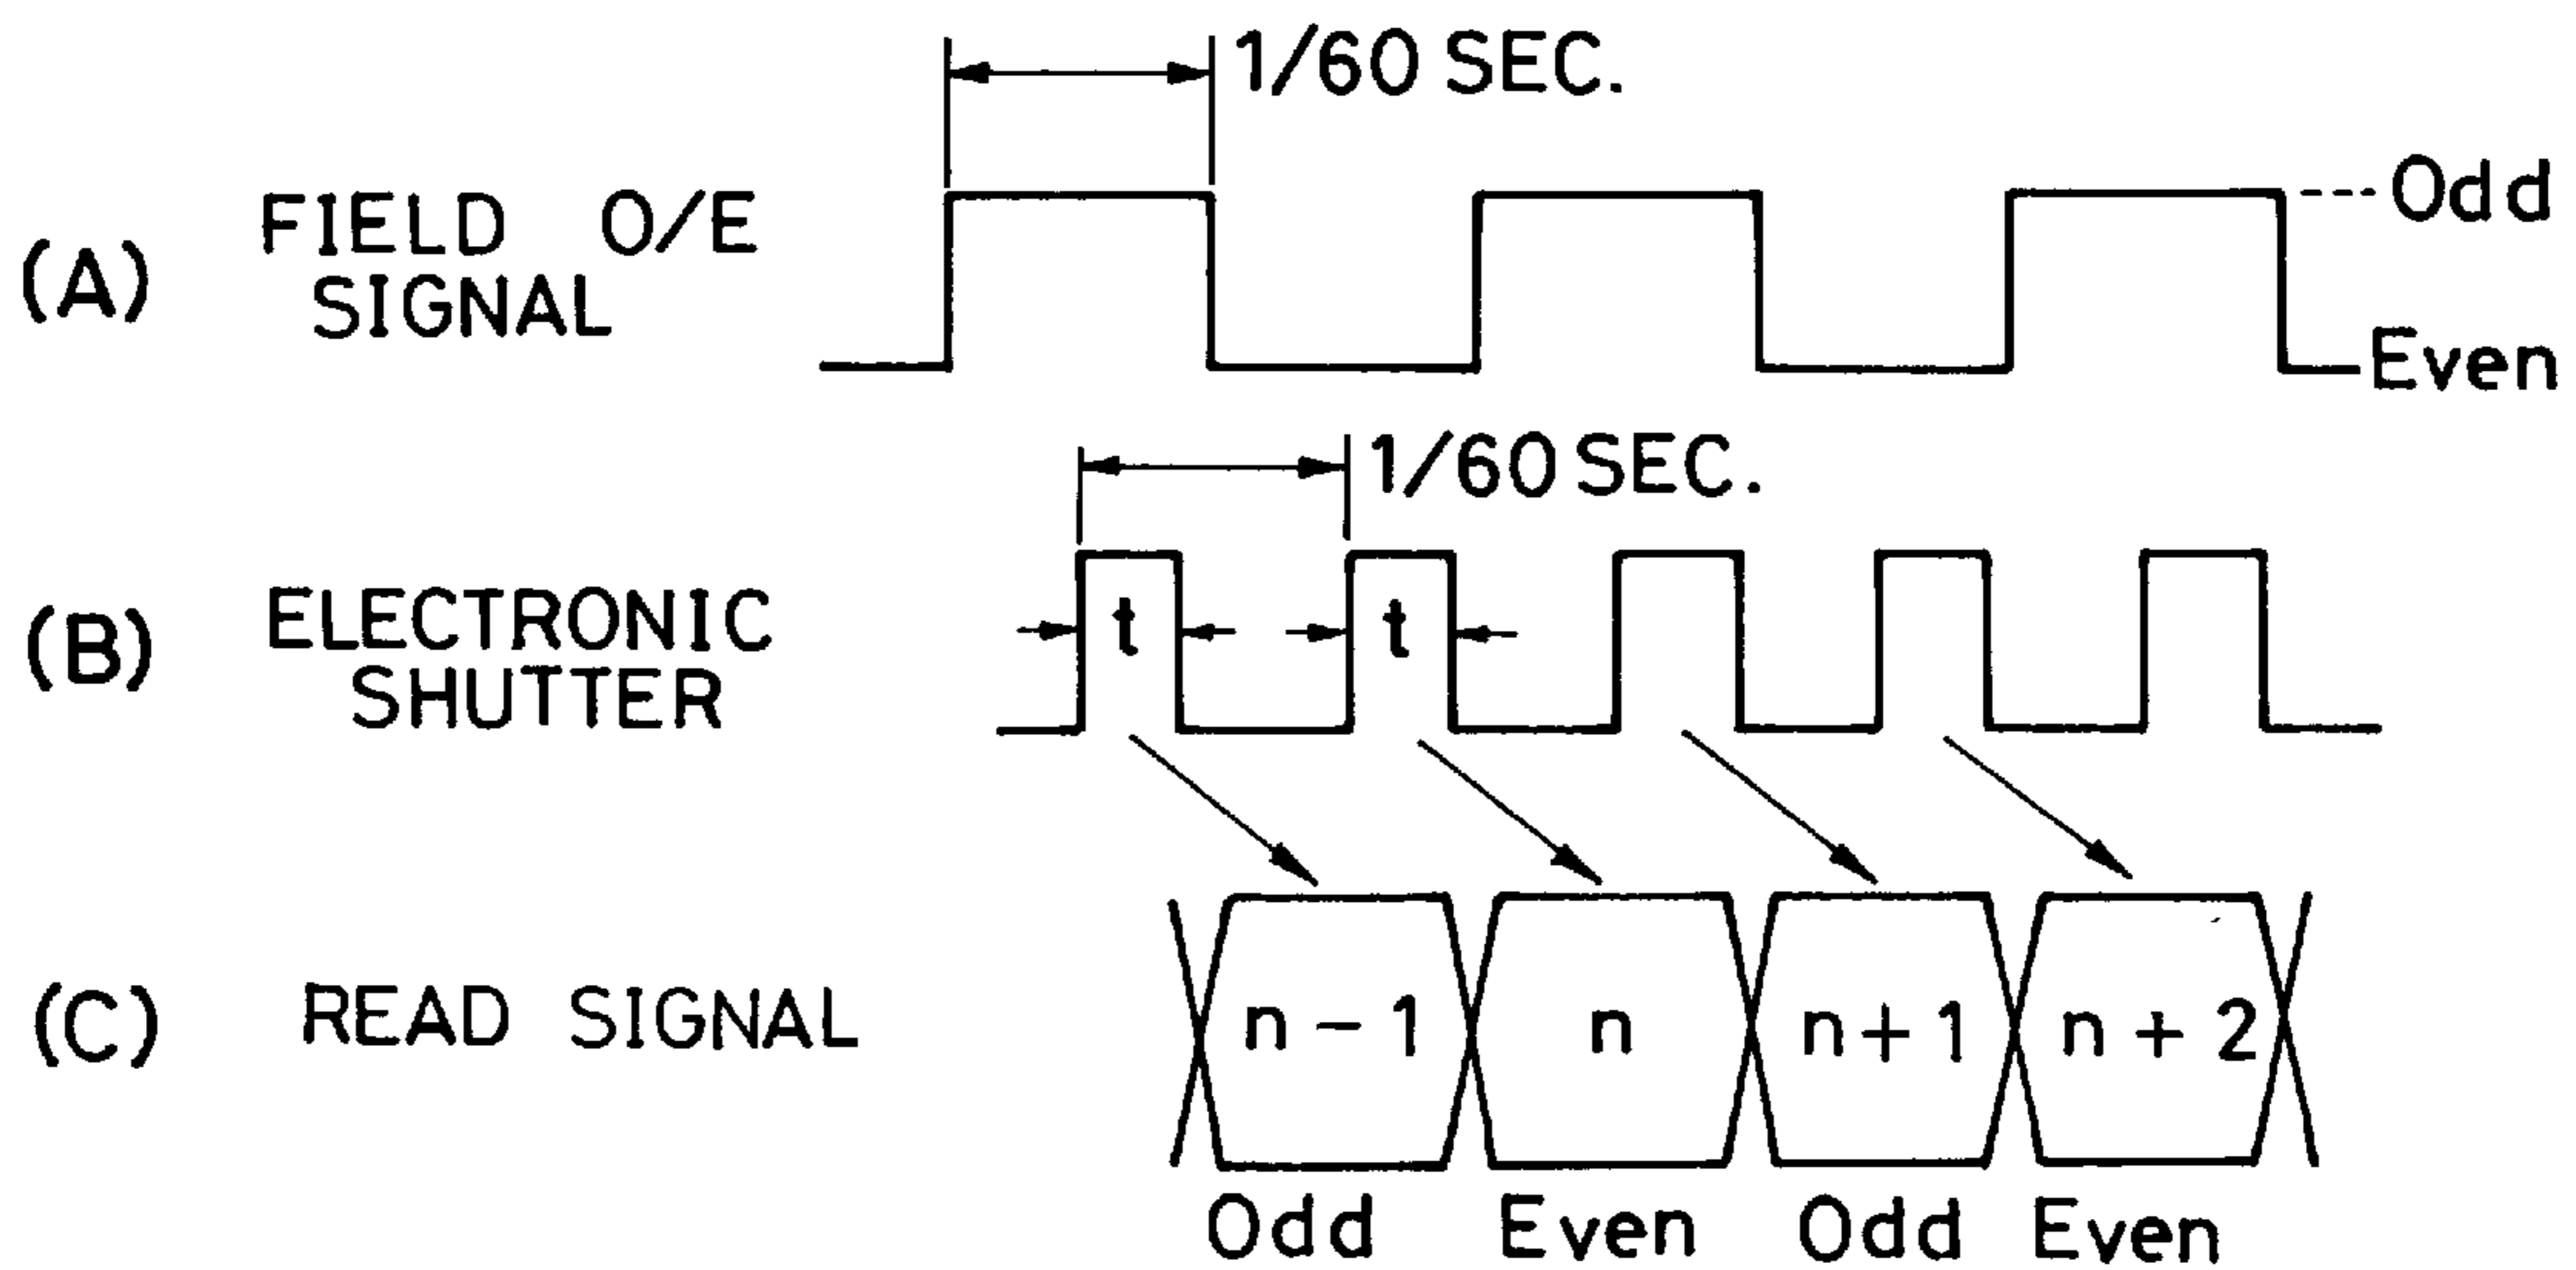 1/60 SEC.
(A) FIELD O/E SIGNAL
---Odd
Even
1/60 SEC.
(B) ELECTRONIC SHUTTER
t t
(C) READ SIGNAL
n-1 n n+1 n+2
Odd Even Odd Even